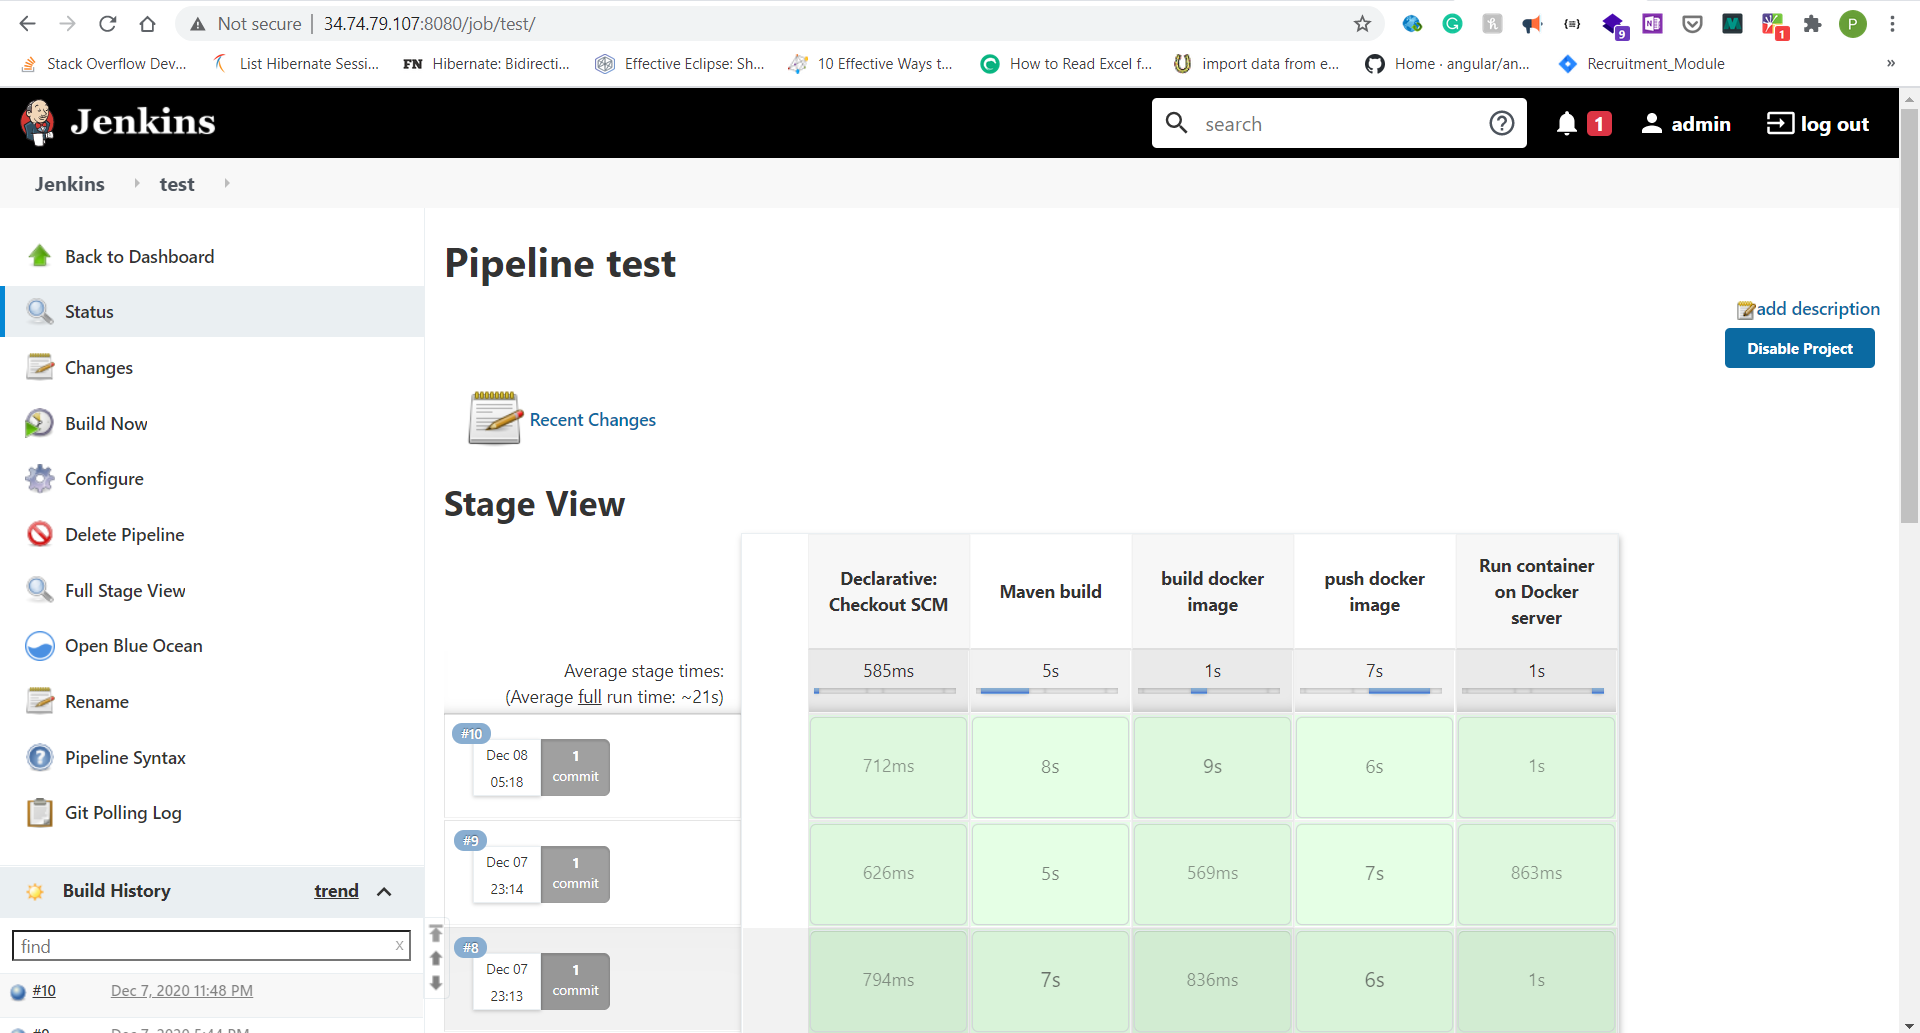 Not secure | 34.74.79.107:8080/job/test/
9
1
P
Stack Overflow Dev...
List Hibernate Sessi...
FN Hibernate: Bidirecti...
Effective Eclipse: Sh...
10 Effective Ways t...
How to Read Excel f...
import data from e...
Home · angular/an...
Recruitment_Module
»
Jenkins
search
1
admin
log out
Jenkins
test
Back to Dashboard
Status
Changes
Build Now
Configure
Delete Pipeline
Full Stage View
Open Blue Ocean
Rename
Pipeline Syntax
Git Polling Log
Build History
trend
find
x
#10
Dec 7, 2020 11:48 PM
Pipeline test
add description
Disable Project
Recent Changes
Stage View
Declarative:
Checkout SCM
Maven build
build docker
image
push docker
image
Run container
on Docker
server
Average stage times:
(Average full run time: ~21s)
585ms
5s
1s
7s
1s
#10
Dec 08
05:18
1
commit
712ms
8s
9s
6s
1s
#9
Dec 07
23:14
1
commit
626ms
5s
569ms
7s
863ms
#8
Dec 07
23:13
1
commit
794ms
7s
836ms
6s
1s